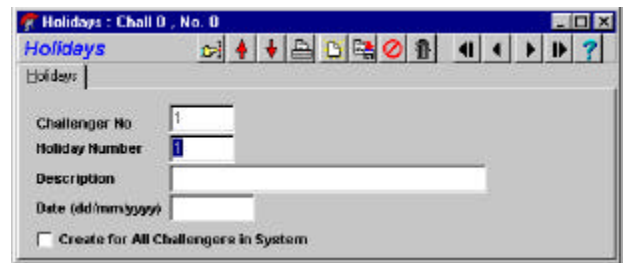 Holidays : Chall 0 , No. 0
Holidays
?
Holidays
Challenger No 1
Holiday Number 1
Description
Date (dd/mm/yyyy)
Create for All Challengers in System